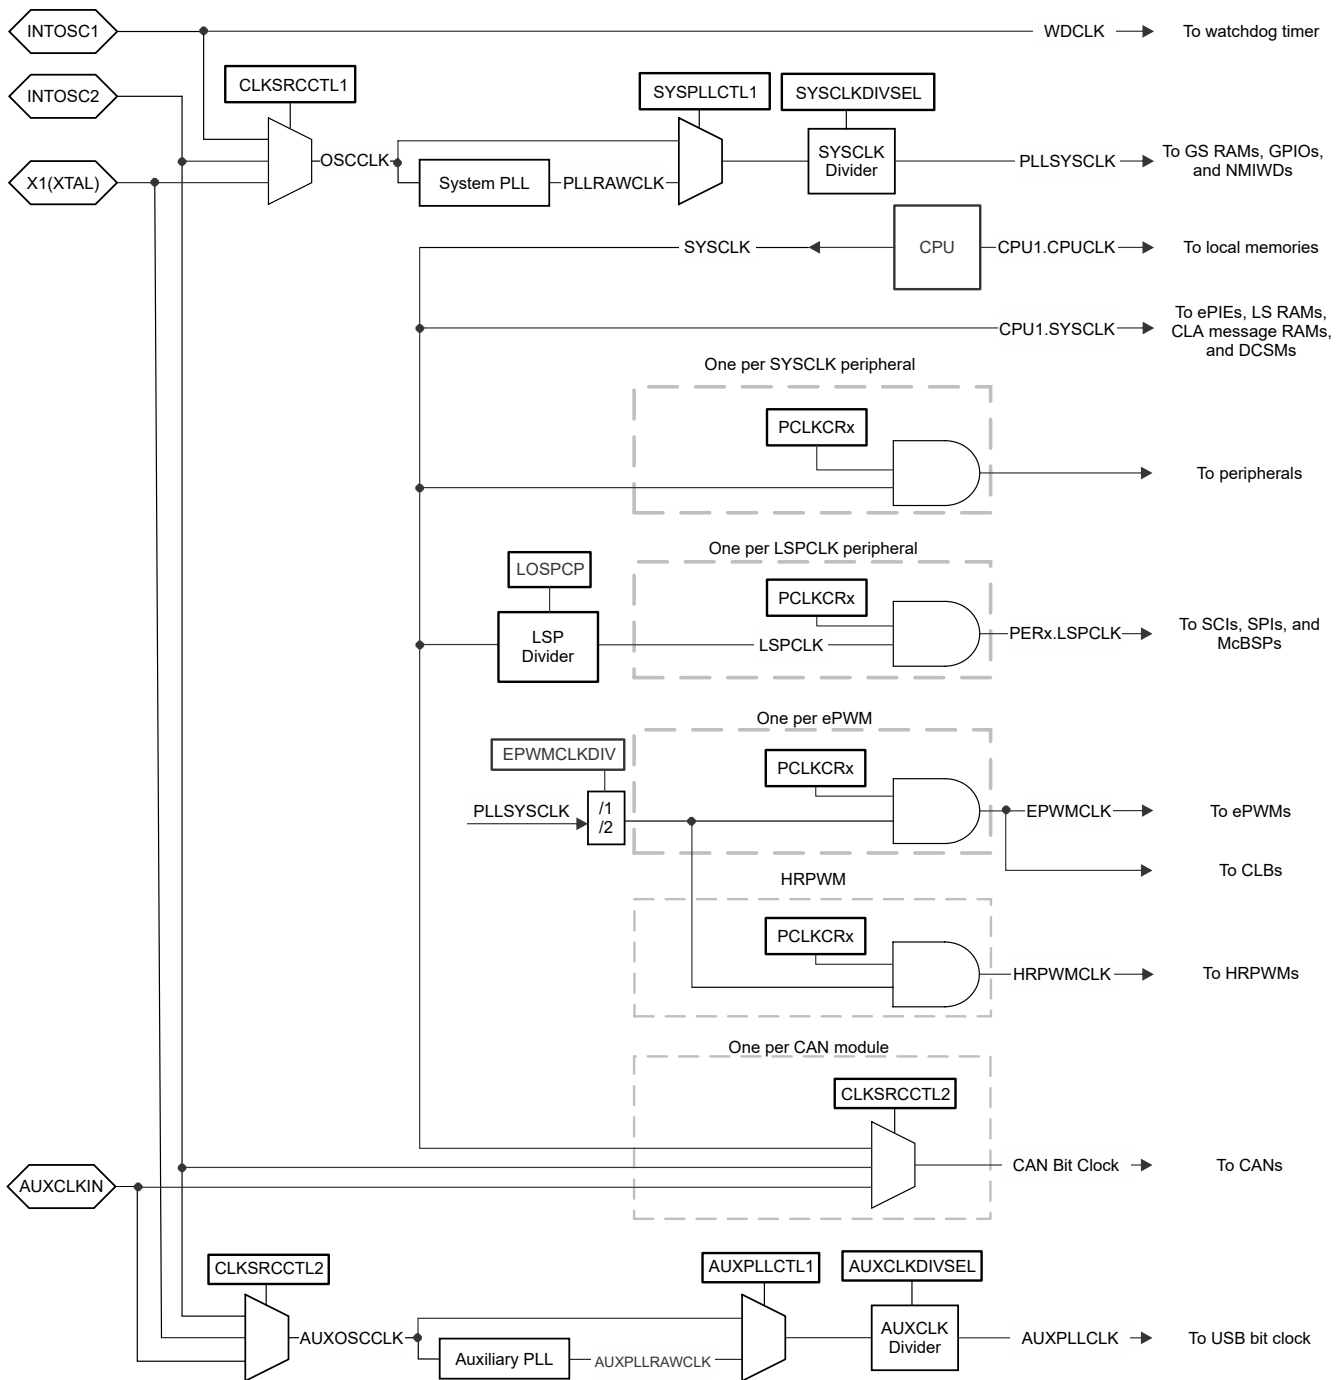 INTOSC1
WDCLK
To watchdog timer
INTOSC2
CLKSRCCTL1
SYSPLLCTL1
SYSCLKDIVSEL
X1(XTAL)
OSCCLK
System PLL
PLLRAWCLK
SYSCLK
Divider
PLLSYSCLK
To GS RAMs, GPIOs,
and NMIWDs
SYSCLK
CPU
CPU1.CPUCLK
To local memories
CPU1.SYSCLK
To ePIEs, LS RAMs,
CLA message RAMs,
and DCSMs
One per SYSCLK peripheral
PCLKCRx
To peripherals
One per LSPCLK peripheral
LOSPCP
PCLKCRx
LSP
Divider
LSPCLK
PERx.LSPCLK
To SCIs, SPIs, and
McBSPs
One per ePWM
EPWMCLKDIV
PCLKCRx
PLLSYSCLK
/1
/2
EPWMCLK
To ePWMs
To CLBs
HRPWM
PCLKCRx
HRPWMCLK
To HRPWMs
One per CAN module
CLKSRCCTL2
CAN Bit Clock
To CANs
AUXCLKIN
CLKSRCCTL2
AUXPLLCTL1
AUXCLKDIVSEL
AUXOSCCLK
Auxiliary PLL
AUXPLLRAWCLK
AUXCLK
Divider
AUXPLLCLK
To USB bit clock